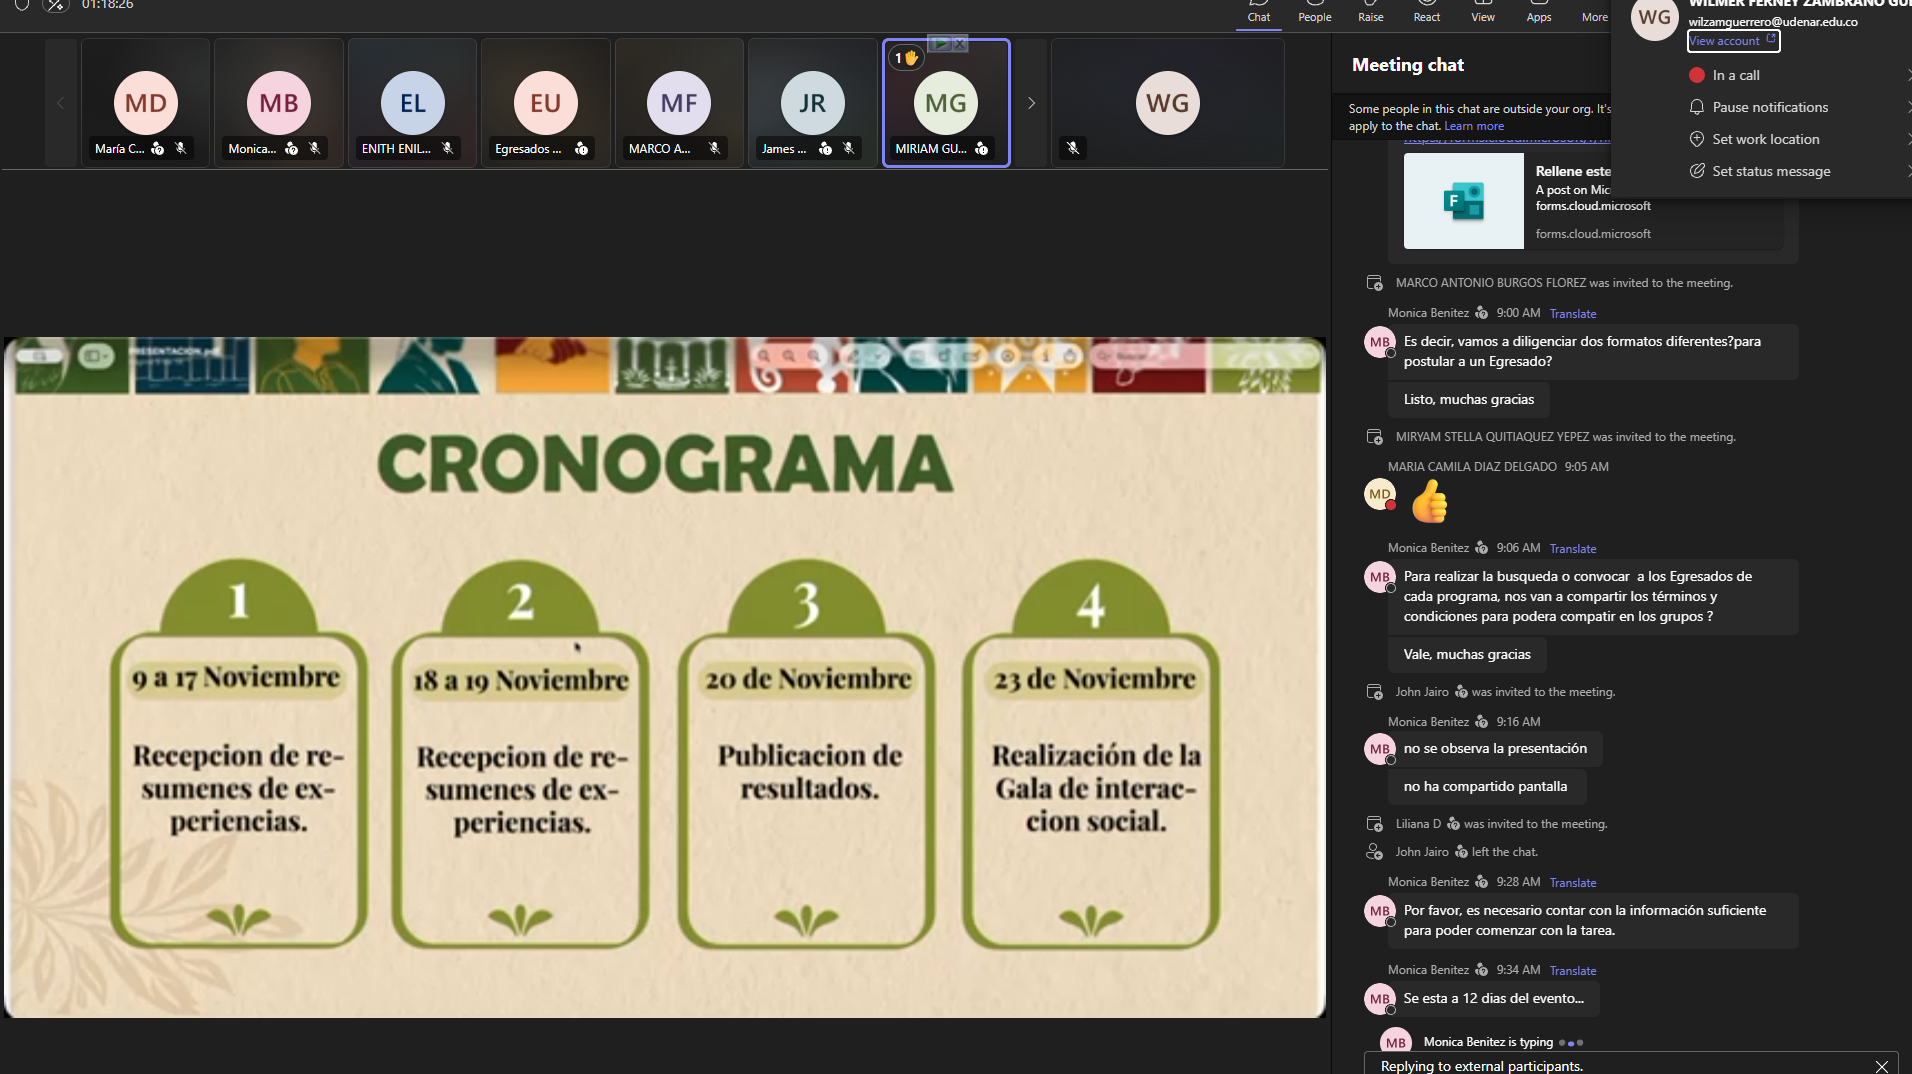 01:18:26
Chat
People
Raise
React
View
Apps
More
WG
WILMER FERNEY ZAMBRANO
wilzamguerrero@udenar.edu.co
View account
In a call
Pause notifications
Set work location
Set status message
MD
María C...
MB
Monica...
EL
ENITH ENIL...
EU
Egresados ...
MF
MARCO A...
JR
James ...
1
MG
MIRIAM GU...
WG
Meeting chat
Some people in this chat are outside your org. It's
apply to the chat. Learn more
F
Rellene este
A post on Mic
forms.cloud.microsoft
forms.cloud.microsoft
MARCO ANTONIO BURGOS FLOREZ was invited to the meeting.
Monica Benitez 9:00 AM Translate
MB
Es decir, vamos a diligenciar dos formatos diferentes?para
postular a un Egresado?
Listo, muchas gracias
MIRYAM STELLA QUITIAQUEZ YEPEZ was invited to the meeting.
MARIA CAMILA DIAZ DELGADO 9:05 AM
MD
Monica Benitez 9:06 AM Translate
MB
Para realizar la busqueda o convocar a los Egresados de
cada programa, nos van a compartir los términos y
condiciones para podera compatir en los grupos ?
Vale, muchas gracias
John Jairo was invited to the meeting.
Monica Benitez 9:16 AM
MB
no se observa la presentación
no ha compartido pantalla
Liliana D was invited to the meeting.
John Jairo left the chat.
Monica Benitez 9:28 AM Translate
MB
Por favor, es necesario contar con la información suficiente
para poder comenzar con la tarea.
Monica Benitez 9:34 AM Translate
MB
Se esta a 12 dias del evento...
MB
Monica Benitez is typing
Replying to external participants.
PRESENTACION.pdf
CRONOGRAMA
1
9 a 17 Noviembre
Recepcion de re-
sumenes de ex-
periencias.
2
18 a 19 Noviembre
Recepcion de re-
sumenes de ex-
periencias.
3
20 de Noviembre
Publicacion de
resultados.
4
23 de Noviembre
Realización de la
Gala de interac-
cion social.